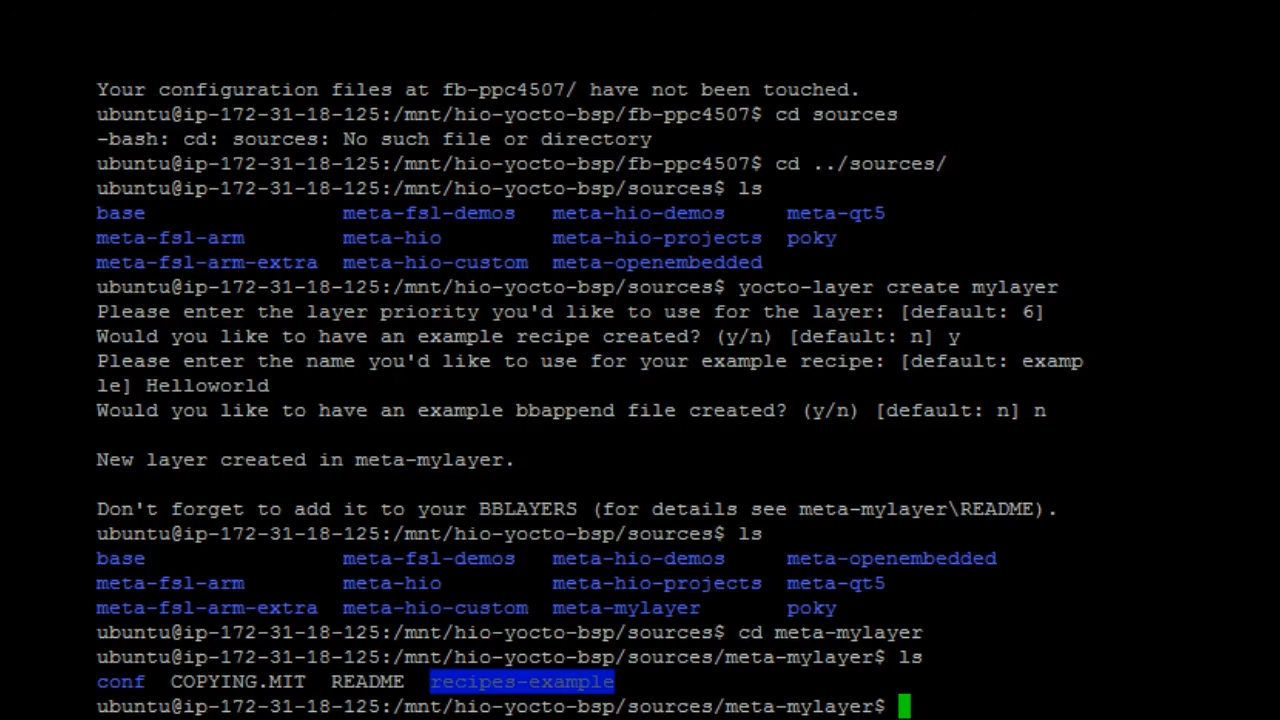 Your configuration files at fb-ppc4507/ have not been touched.
ubuntu@ip-172-31-18-125:/mnt/hio-yocto-bsp/fb-ppc4507$ cd sources
-bash: cd: sources: No such file or directory
ubuntu@ip-172-31-18-125:/mnt/hio-yocto-bsp/fb-ppc4507$ cd ../sources/
ubuntu@ip-172-31-18-125:/mnt/hio-yocto-bsp/sources$ ls
base meta-fsl-demos meta-hio-demos meta-qt5
meta-fsl-arm meta-hio meta-hio-projects poky
meta-fsl-arm-extra meta-hio-custom meta-openembedded
ubuntu@ip-172-31-18-125:/mnt/hio-yocto-bsp/sources$ yocto-layer create mylayer
Please enter the layer priority you'd like to use for the layer: [default: 6]
Would you like to have an example recipe created? (y/n) [default: n] y
Please enter the name you'd like to use for your example recipe: [default: examp
le] Helloworld
Would you like to have an example bbappend file created? (y/n) [default: n] n
New layer created in meta-mylayer.
Don't forget to add it to your BBLAYERS (for details see meta-mylayer\README).
ubuntu@ip-172-31-18-125:/mnt/hio-yocto-bsp/sources$ ls
base meta-fsl-demos meta-hio-demos meta-openembedded
meta-fsl-arm meta-hio meta-hio-projects meta-qt5
meta-fsl-arm-extra meta-hio-custom meta-mylayer poky
ubuntu@ip-172-31-18-125:/mnt/hio-yocto-bsp/sources$ cd meta-mylayer
ubuntu@ip-172-31-18-125:/mnt/hio-yocto-bsp/sources/meta-mylayer$ ls
conf COPYING.MIT README recipes-example
ubuntu@ip-172-31-18-125:/mnt/hio-yocto-bsp/sources/meta-mylayer$